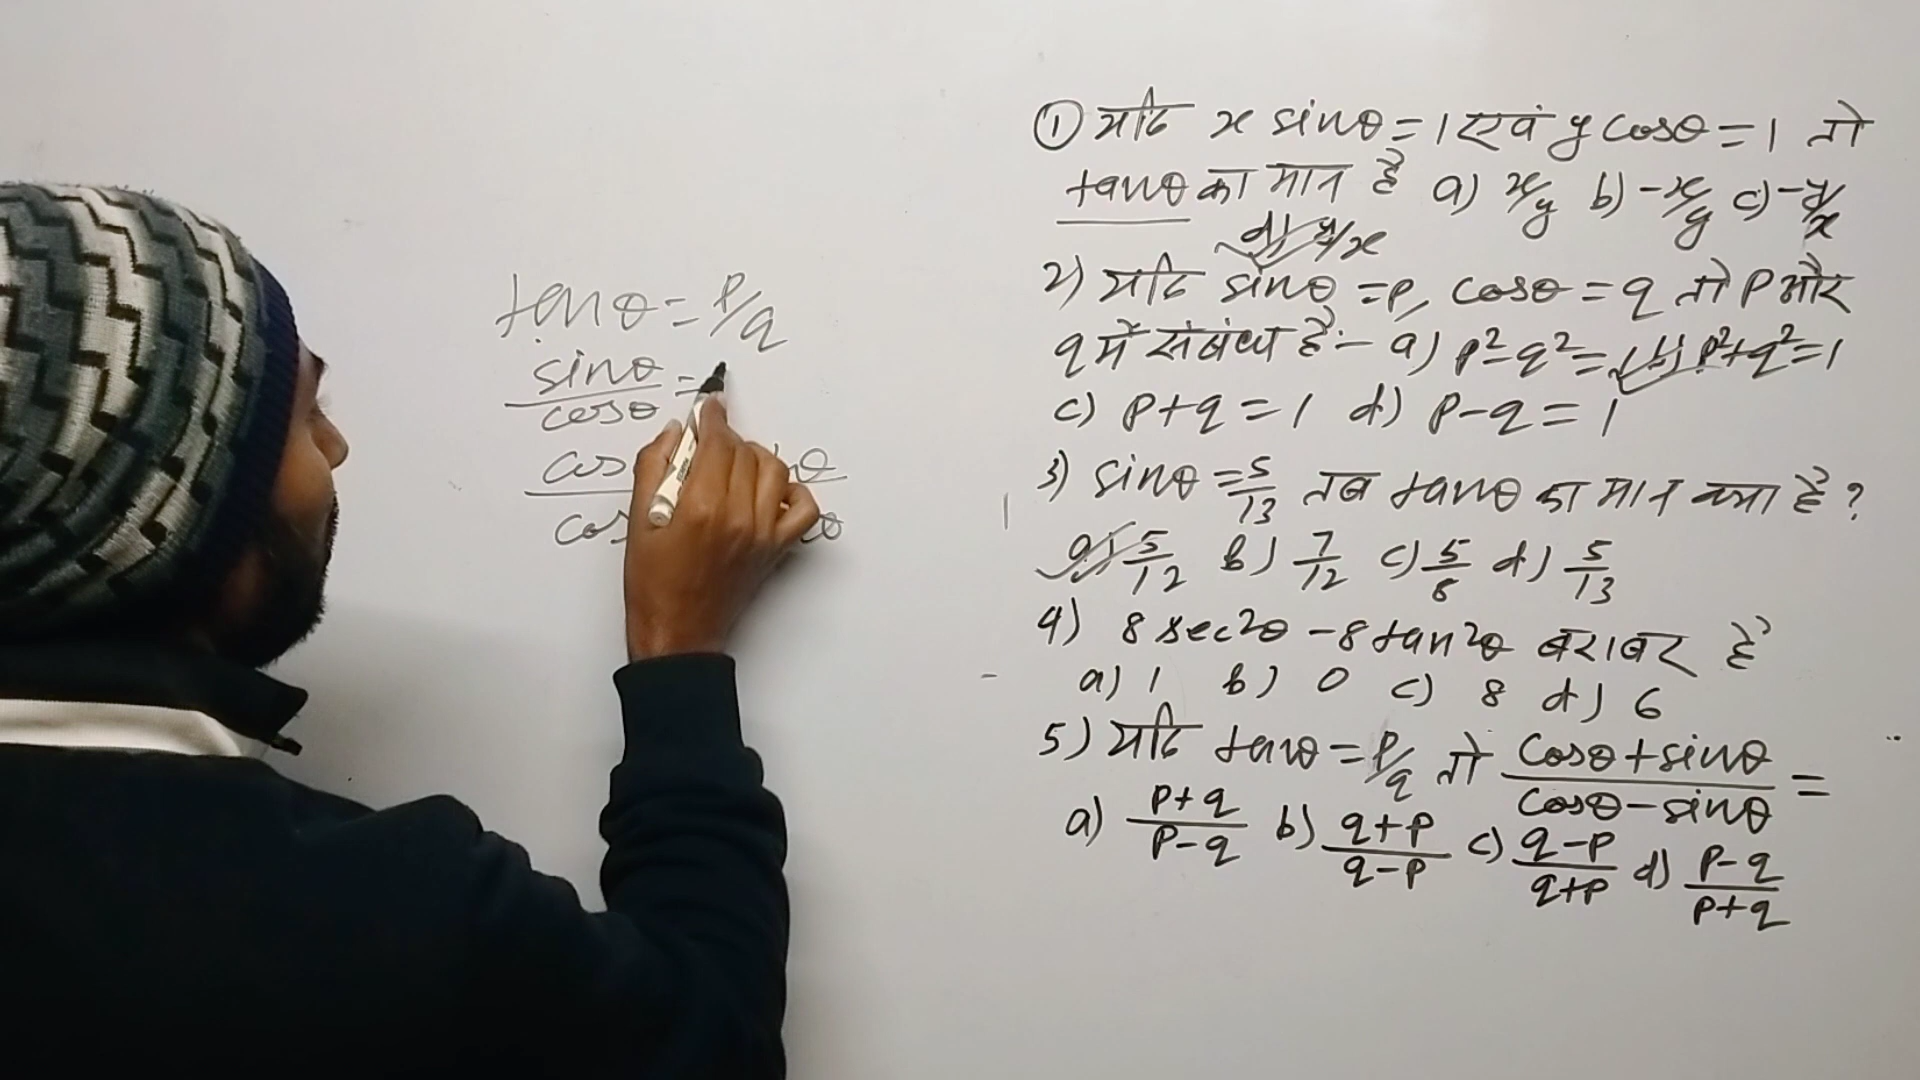 tanθ = P/q
sinθ/cosθ =
cos θ
cos θ
① यदि x sinθ = 1 एवं y cosθ = 1 तो
tanθ का मान है a) x/y b) -x/y c) -y/x
d) y/x
2) यदि sinθ = P, cosθ = q तो P और
q में संबंध है:- a) P²-q²=1 b) P²+q²=1
c) P+q=1 d) P-q=1
3) sinθ = 5/13 तब tanθ का मान क्या है?
a) 5/12 b) 7/12 c) 5/8 d) 5/13
4) 8 sec²θ - 8 tan²θ बराबर है
a) 1 b) 0 c) 8 d) 6
5) यदि tanθ = P/q तो cosθ+sinθ/cosθ-sinθ =
a) P+q/P-q b) q+P/q-P c) q-P/q+P d) P-q/P+q